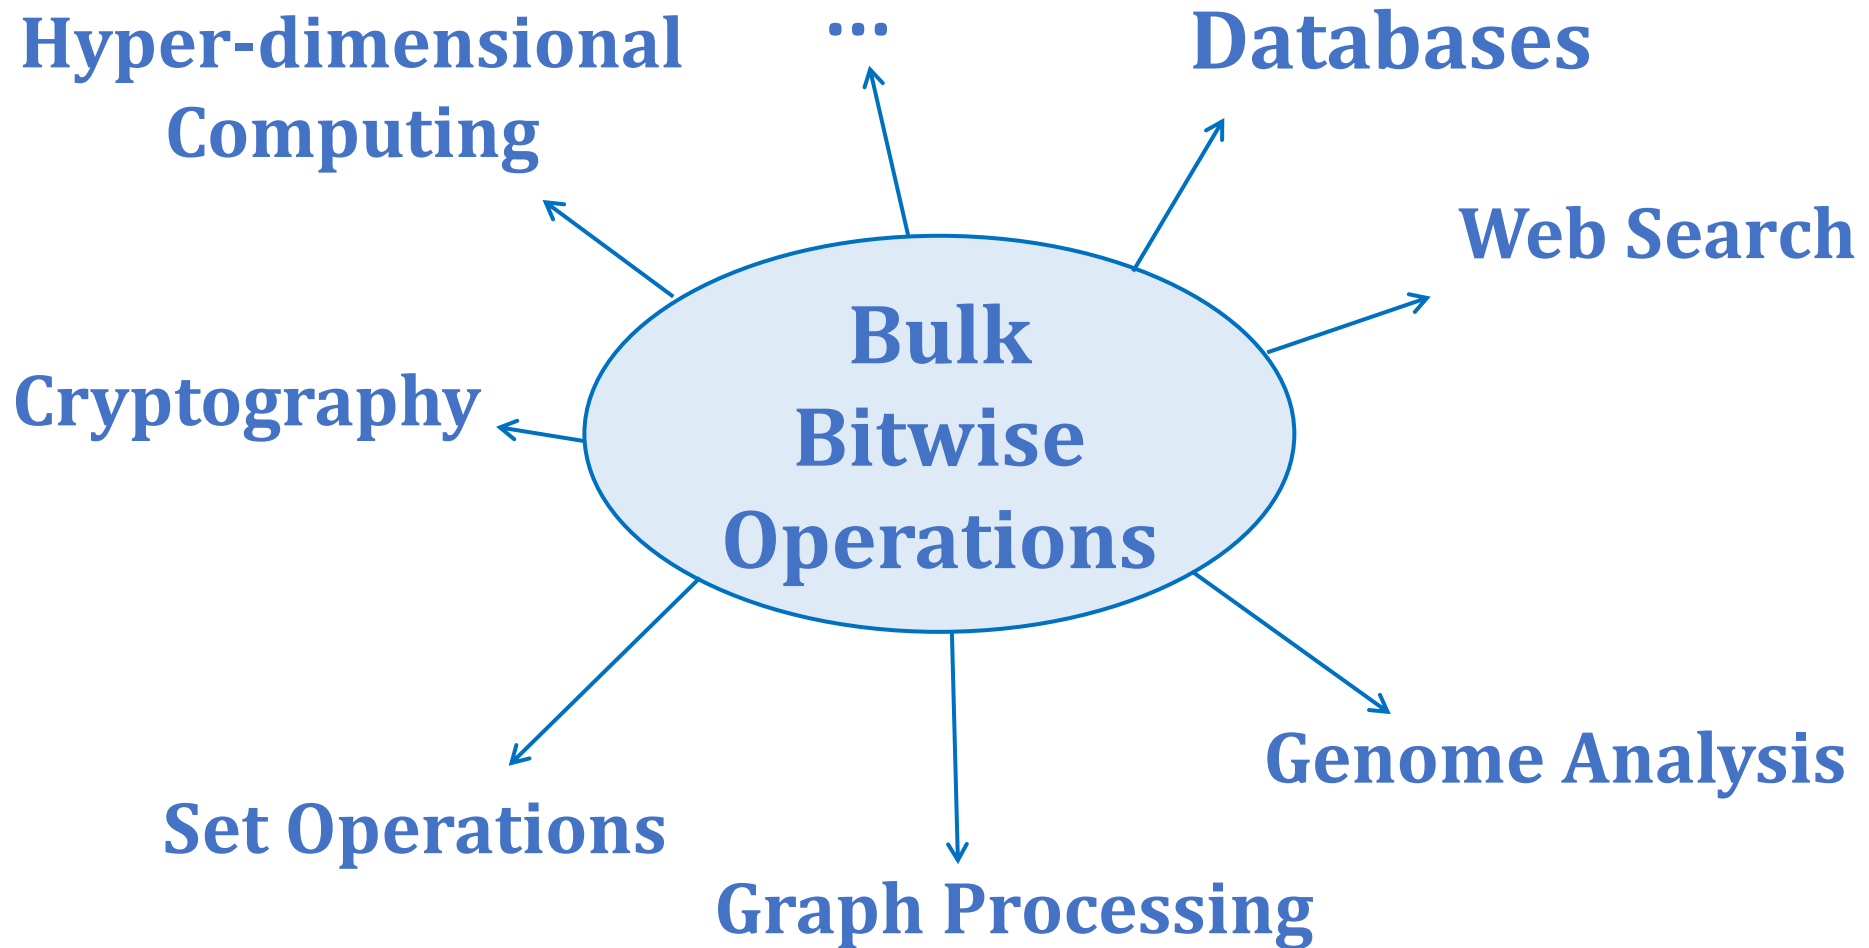 Hyper-dimensional
Computing
...
Databases
Web Search
Bulk
Bitwise
Operations
Cryptography
Genome Analysis
Set Operations
Graph Processing